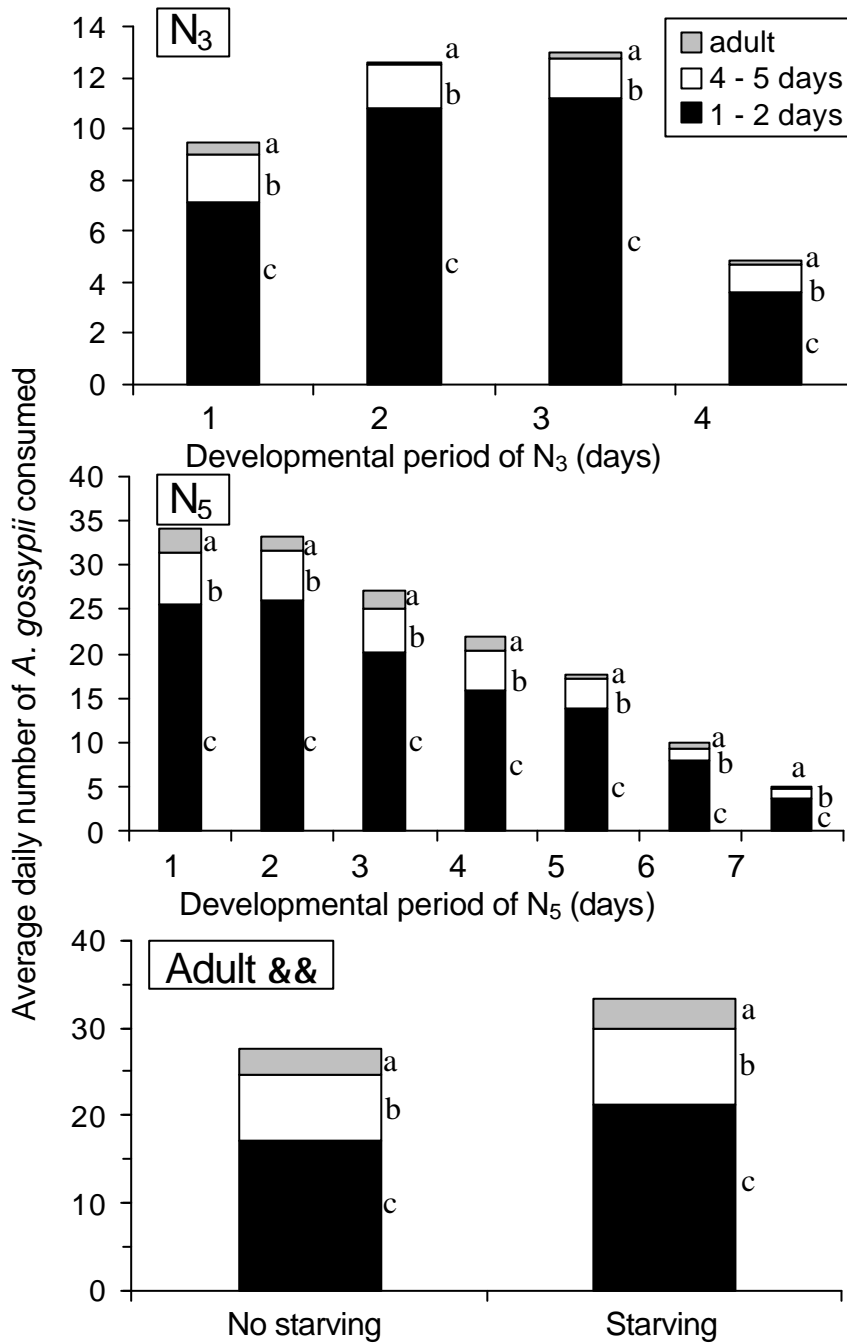 Average daily number of A. gossypii consumed
N3
adult
4 - 5 days
1 - 2 days
14
12
10
8
6
4
2
0
a
b
c
a
b
c
a
b
c
a
b
c
1 2 3 4
Developmental period of N3 (days)
N5
40
35
30
25
20
15
10
5
0
a
b
c
a
b
c
a
b
c
a
b
c
a
b
c
a
b
c
a
b
c
1 2 3 4 5 6 7
Developmental period of N5 (days)
Adult &&
40
30
20
10
0
a
b
c
a
b
c
No starving Starving